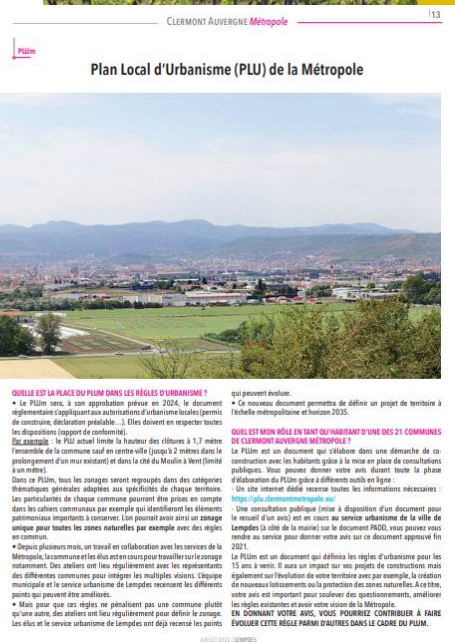 13
CLERMONT AUVERGNE Métropole
PLUm
Plan Local d'Urbanisme (PLU) de la Métropole
QUELLE EST LA PLACE DU PLUM DANS LES RÈGLES D'URBANISME ?
• Le PLUm sera, à son approbation prévue en 2024, le document
réglementaire s'appliquant aux autorisations d'urbanisme locales (permis
de construire, déclaration préalable...). Elles doivent en respecter toutes
les dispositions (rapport de conformité).
Par exemple : le PLU actuel limite la hauteur des clôtures à 1,7 mètre
l'ensemble de la commune sauf en centre-ville (jusqu'à 2 mètres dans le
prolongement d'un mur existant) et dans la cité du Moulin à Vent (limité
à un mètre).
Dans ce PLUm, tous les zonages seront regroupés dans des catégories
thématiques générales adaptées aux spécificités de chaque territoire.
Les particularités de chaque commune pourront être prises en compte
dans les cahiers communaux par exemple qui identifieront les éléments
patrimoniaux importants à conserver. L'on pourrait avoir ainsi un zonage
unique pour toutes les zones naturelles par exemple avec des règles
en commun.
• Depuis plusieurs mois, un travail en collaboration avec les services de la
Métropole, la commune et les élus est en cours pour travailler sur le zonage
notamment. Des ateliers ont lieu régulièrement avec les représentants
des différentes communes pour intégrer les multiples visions. L'équipe
municipale et le service urbanisme de Lempdes recensent les différents
points qui peuvent être améliorés.
• Mais pour que ces règles ne pénalisent pas une commune plutôt
qu'une autre, des ateliers ont lieu régulièrement pour définir le zonage.
Les élus et le service urbanisme de Lempdes ont déjà recensé les points
qui peuvent évoluer.
• Ce nouveau document permettra de définir un projet de territoire à
l'échelle métropolitaine et horizon 2035.
QUEL EST MON RÔLE EN TANT QU'HABITANT D'UNE DES 21 COMMUNES
DE CLERMONT AUVERGNE MÉTROPOLE ?
Le PLUm est un document qui s'élabore dans une démarche de co-
construction avec les habitants grâce à la mise en place de consultations
publiques. Vous pouvez donner votre avis durant toute la phase
d'élaboration du PLUm grâce à différents outils en ligne :
- Un site internet dédié recense toutes les informations nécessaires :
https://plu.clermontmetropole.eu/
- Une consultation publique (mise à disposition d'un document pour
le recueil d'un avis) est en cours au service urbanisme de la ville de
Lempdes (à côté de la mairie) sur le document PADD, vous pouvez vous
rendre au service pour donner votre avis sur ce document approuvé fin
2021.
Le PLUm est un document qui définira les règles d'urbanisme pour les
15 ans à venir. Il aura un impact sur vos projets de constructions mais
également sur l'évolution de votre territoire avec par exemple, la création
de nouveaux lotissements ou la protection des zones naturelles. A ce titre,
votre avis est important pour soulever des questionnements, améliorer
les règles existantes et avoir votre vision de la Métropole.
EN DONNANT VOTRE AVIS, VOUS POURRIEZ CONTRIBUER À FAIRE
ÉVOLUER CETTE RÈGLE PARMI D'AUTRES DANS LE CADRE DU PLUM.
JUILLET 2022 / LEMPDES